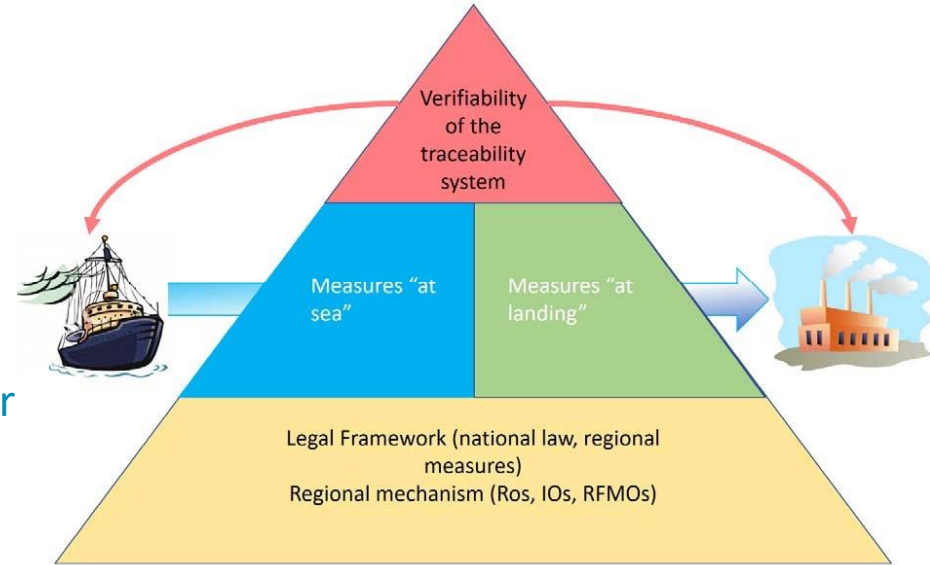 Verifiability
of the
traceability
system
Measures “at
sea”
Measures “at
landing”
r
Legal Framework (national law, regional
measures)
Regional mechanism (Ros, IOs, RFMOs)